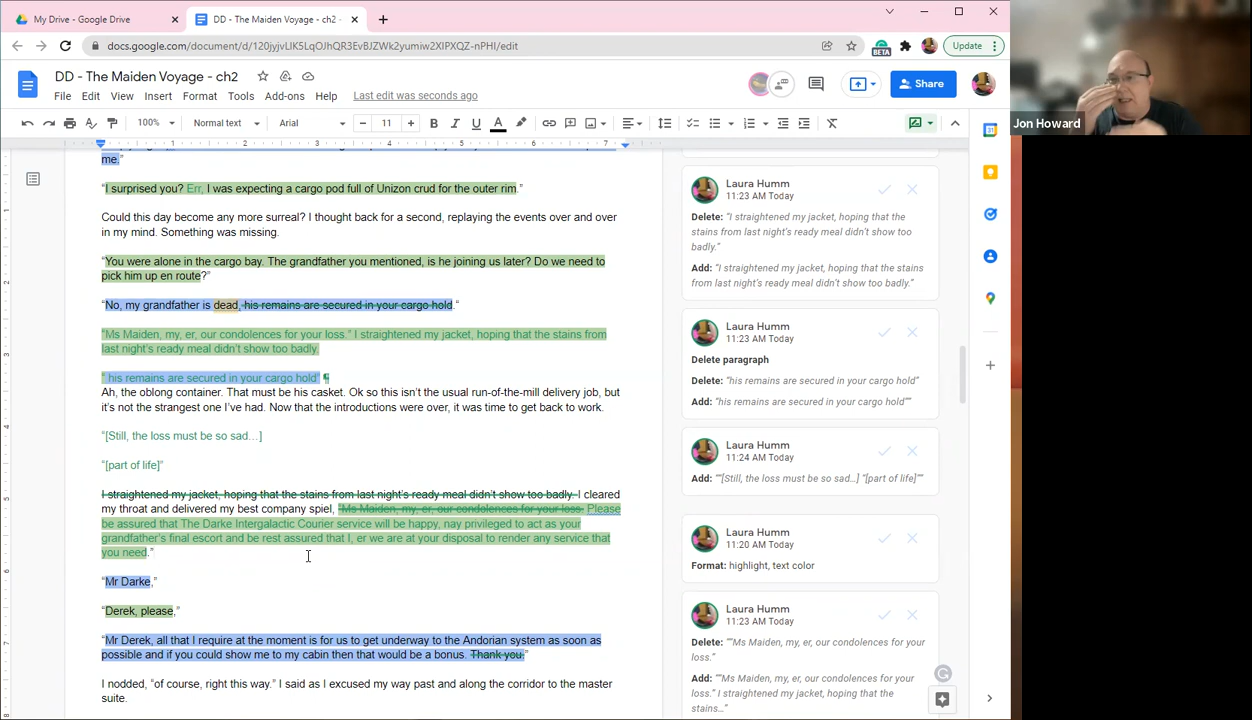 My Drive - Google Drive
DD - The Maiden Voyage - ch2 -
docs.google.com/document/d/120jyjvLIK5LqOJhQR3EvBJZWk2yumiw2XIPXQZ-nPHI/edit
BETA
Update
DD - The Maiden Voyage - ch2
File Edit View Insert Format Tools Add-ons Help Last edit was seconds ago
Share
100% Normal text Arial 11
Jon Howard
me."
"I surprised you? Err, I was expecting a cargo pod full of Unizon crud for the outer rim."
Could this day become any more surreal? I thought back for a second, replaying the events over and over
in my mind. Something was missing.
"You were alone in the cargo bay. The grandfather you mentioned, is he joining us later? Do we need to
pick him up en route?"
"No, my grandfather is dead, his remains are secured in your cargo hold."
"Ms Maiden, my, er, our condolences for your loss." I straightened my jacket, hoping that the stains from
last night's ready meal didn't show too badly.
" his remains are secured in your cargo hold" ¶
Ah, the oblong container. That must be his casket. Ok so this isn't the usual run-of-the-mill delivery job, but
it's not the strangest one I've had. Now that the introductions were over, it was time to get back to work.
"[Still, the loss must be so sad…]
"[part of life]"
I straightened my jacket, hoping that the stains from last night's ready meal didn't show too badly. I cleared
my throat and delivered my best company spiel, "Ms Maiden, my, er, our condolences for your loss. Please
be assured that The Darke Intergalactic Courier service will be happy, nay privileged to act as your
grandfather's final escort and be rest assured that I, er we are at your disposal to render any service that
you need."
"Mr Darke,"
"Derek, please,"
"Mr Derek, all that I require at the moment is for us to get underway to the Andorian system as soon as
possible and if you could show me to my cabin then that would be a bonus. Thank you."
I nodded, "of course, right this way." I said as I excused my way past and along the corridor to the master
suite.
Laura Humm
11:23 AM Today
Delete: "I straightened my jacket, hoping that the
stains from last night's ready meal didn't show too
badly."
Add: "I straightened my jacket, hoping that the stains
from last night's ready meal didn't show too badly."
Laura Humm
11:23 AM Today
Delete paragraph
Delete: "his remains are secured in your cargo hold"
Add: "his remains are secured in your cargo hold""
Laura Humm
11:24 AM Today
Add: ""[Still, the loss must be so sad…] "[part of life]""
Laura Humm
11:20 AM Today
Format: highlight, text color
Laura Humm
11:23 AM Today
Delete: ""Ms Maiden, my, er, our condolences for your
loss."
Add: ""Ms Maiden, my, er, our condolences for your
loss." I straightened my jacket, hoping that the
stains…"